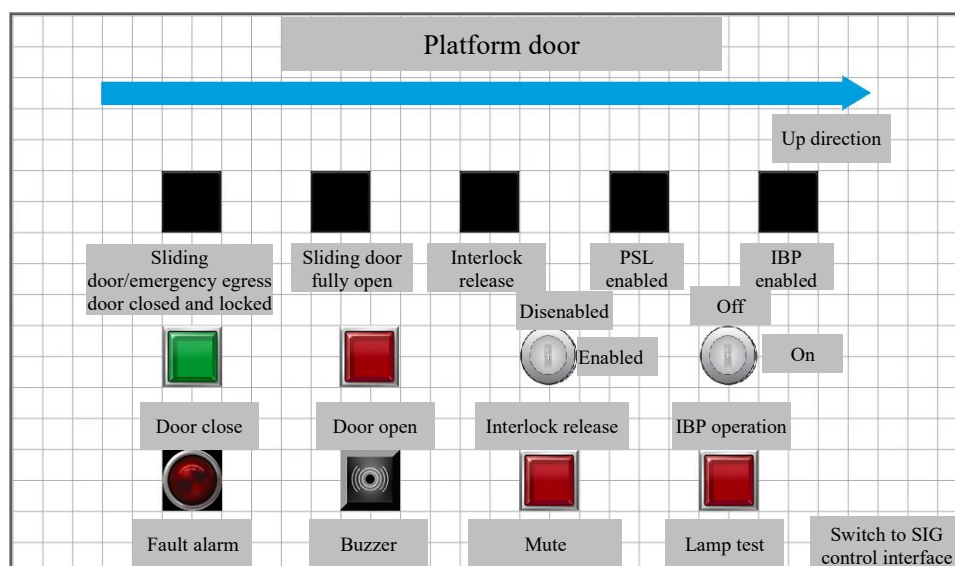 Platform door
Up direction
Sliding
door/emergency egress
door closed and locked
Sliding door
fully open
Interlock
release
PSL
enabled
IBP
enabled
Disenabled
Enabled
Off
On
Door close
Door open
Interlock release
IBP operation
Fault alarm
Buzzer
Mute
Lamp test
Switch to SIG
control interface